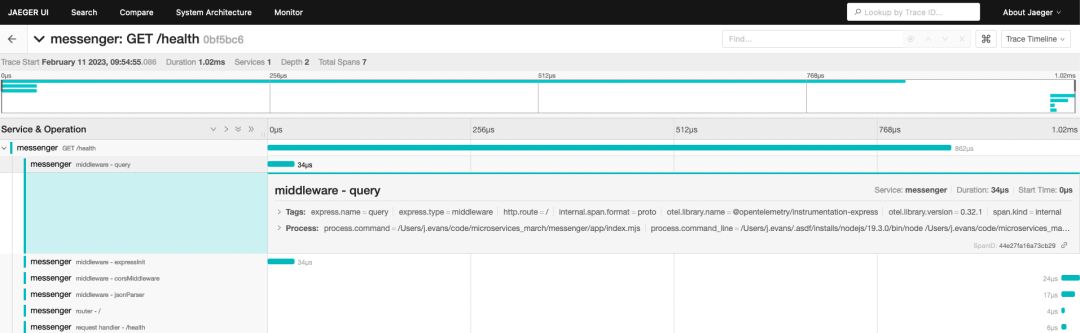 JAEGER UI Search Compare System Architecture Monitor Lookup by Trace ID... About Jaeger
messenger: GET /health 0bf5bc6 Find... Trace Timeline
Trace Start February 11 2023, 09:54:55.086 Duration 1.02ms Services 1 Depth 2 Total Spans 7
0µs 256µs 512µs 768µs 1.02ms
Service & Operation 0µs 256µs 512µs 768µs 1.02ms
messenger GET /health 862µs
messenger middleware - query 34µs
middleware - query Service: messenger Duration: 34µs Start Time: 0µs
Tags: express.name = query express.type = middleware http.route = / internal.span.format = proto otel.library.name = @opentelemetry/instrumentation-express otel.library.version = 0.32.1 span.kind = internal
Process: process.command = /Users/j.evans/code/microservices_march/messenger/app/index.mjs process.command_line = /Users/j.evans/.asdf/installs/nodejs/19.3.0/bin/node /Users/j.evans/code/microservices_ma...
SpanID: 44e27fa16a73cb29
messenger middleware - expressInit 34µs
messenger middleware - corsMiddleware 24µs
messenger middleware - jsonParser 17µs
messenger router - / 4µs
messenger request handler - /health 6µs